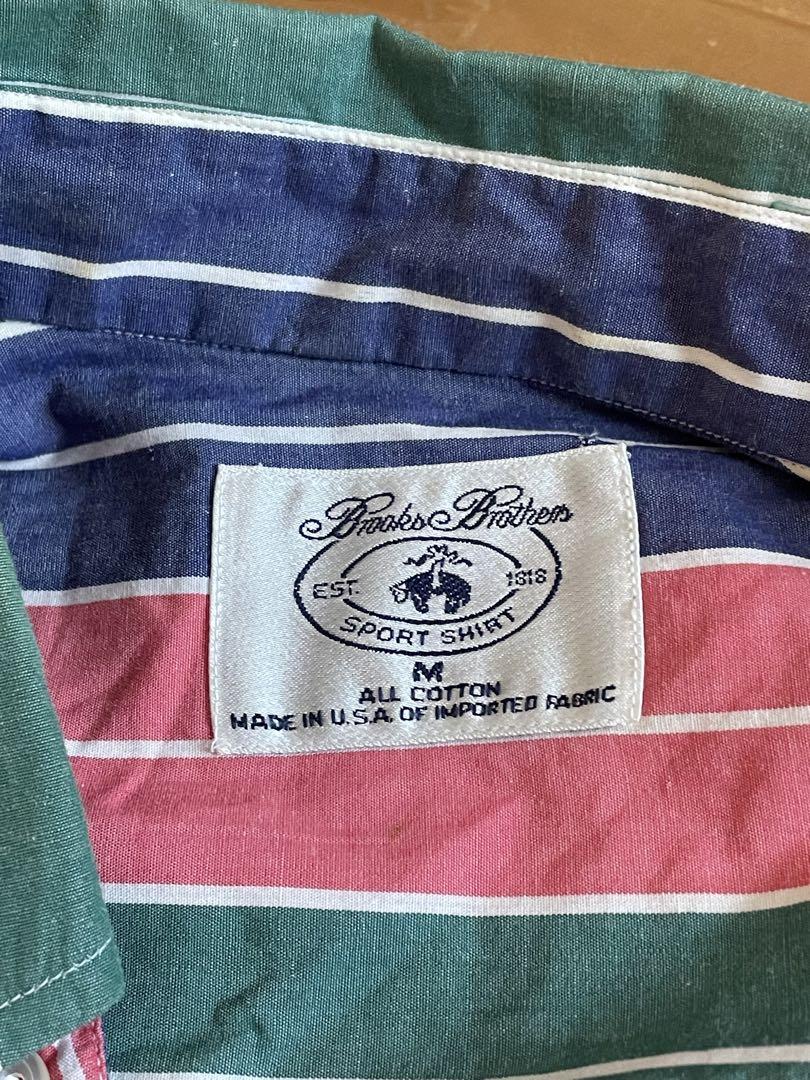 Brooks Brothers
EST. 1818
SPORT SHIRT
M
ALL COTTON
MADE IN U.S.A. OF IMPORTED FABRIC